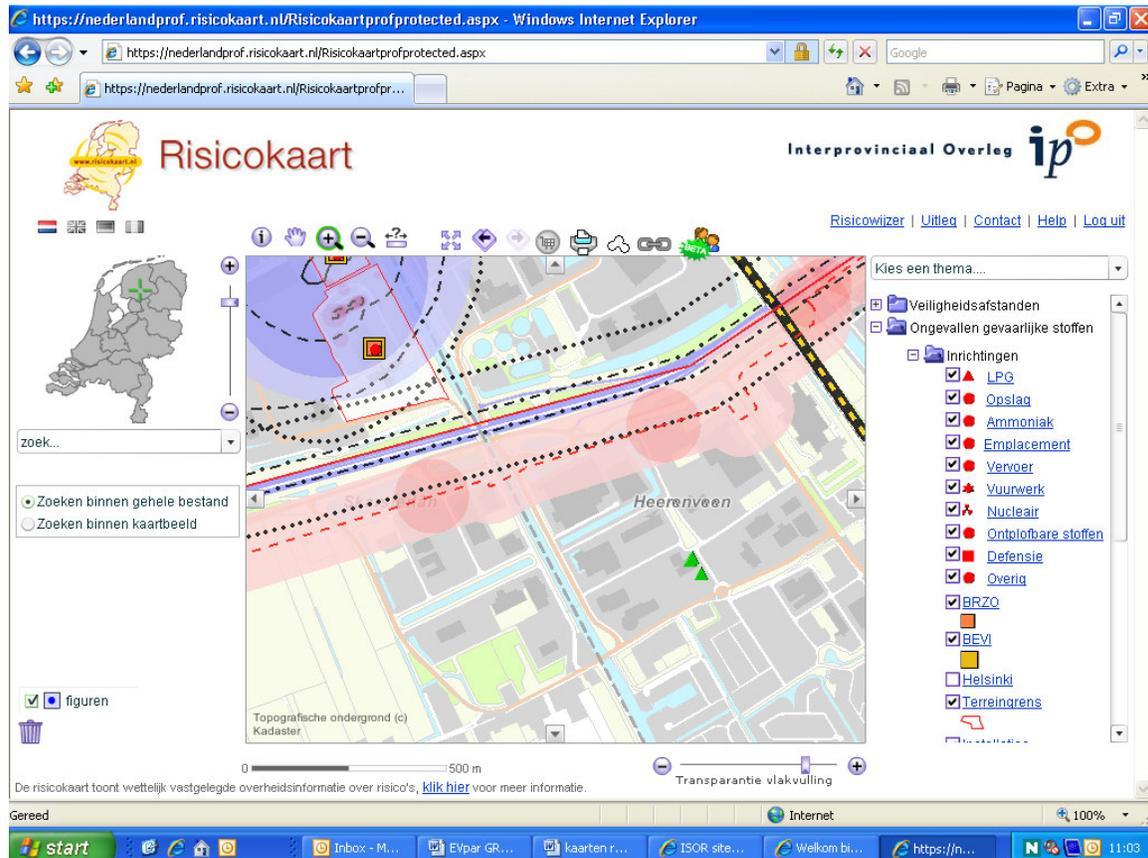 https://nederlandprof.risicokaart.nl/Risicokaartprofprotected.aspx - Windows Internet Explorer
https://nederlandprof.risicokaart.nl/Risicokaartprofprotected.aspx
Google
https://nederlandprof.risicokaart.nl/Risicokaartprofpr...
Pagina
Extra
www.risicokaart.nl
Risicokaart
Interprovinciaal Overleg ipo
Risicowijzer | Uitleg | Contact | Help | Log uit
BETA
Kies een thema....
Veiligheidsafstanden
Ongevallen gevaarlijke stoffen
Inrichtingen
LPG
Opslag
Ammoniak
Emplacement
Vervoer
Vuurwerk
Nucleair
Ontplofbare stoffen
Defensie
Overig
BRZO
BEVI
Helsinki
Terreingrens
zoek...
Zoeken binnen gehele bestand
Zoeken binnen kaartbeeld
figuren
Heerenveen
Topografische ondergrond (c)
Kadaster
0 500 m
Transparantie vlakvulling
De risicokaart toont wettelijk vastgelegde overheidsinformatie over risico's, klik hier voor meer informatie.
Gereed
Internet
100%
start
Inbox - M...
EVpar GR...
kaarten r...
ISOR site...
Welkom bi...
https://n...
N
11:03